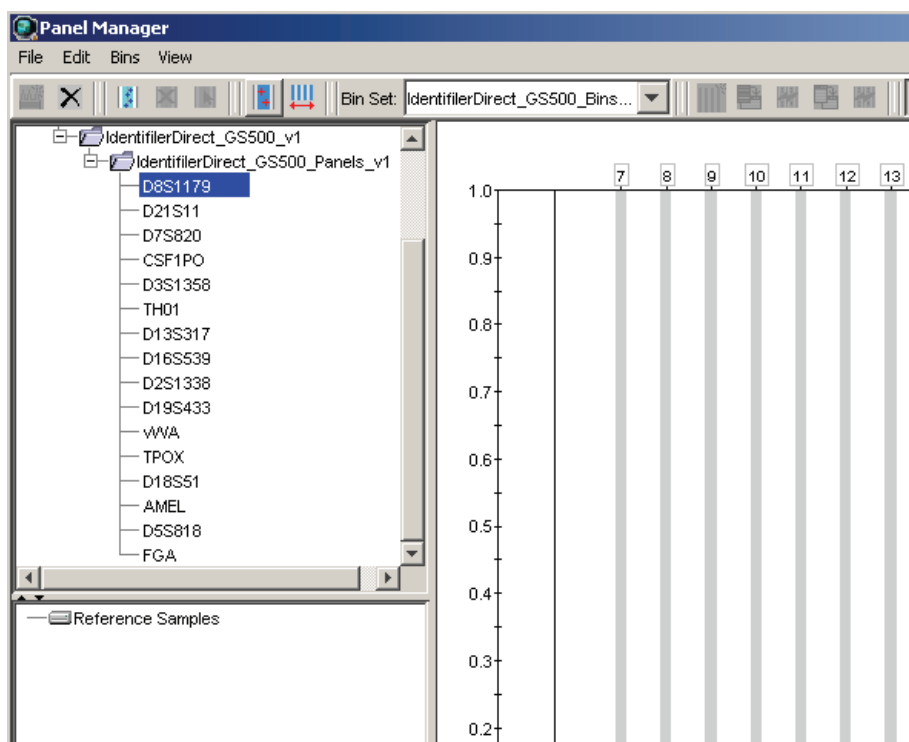 Panel Manager
File Edit Bins View
Bin Set: IdentifilerDirect_GS500_Bins...
IdentifilerDirect_GS500_v1
IdentifilerDirect_GS500_Panels_v1
D8S1179
D21S11
D7S820
CSF1PO
D3S1358
TH01
D13S317
D16S539
D2S1338
D19S433
vWA
TPOX
D18S51
AMEL
D5S818
FGA
Reference Samples
7 8 9 10 11 12 13
1.0
0.9
0.8
0.7
0.6
0.5
0.4
0.3
0.2